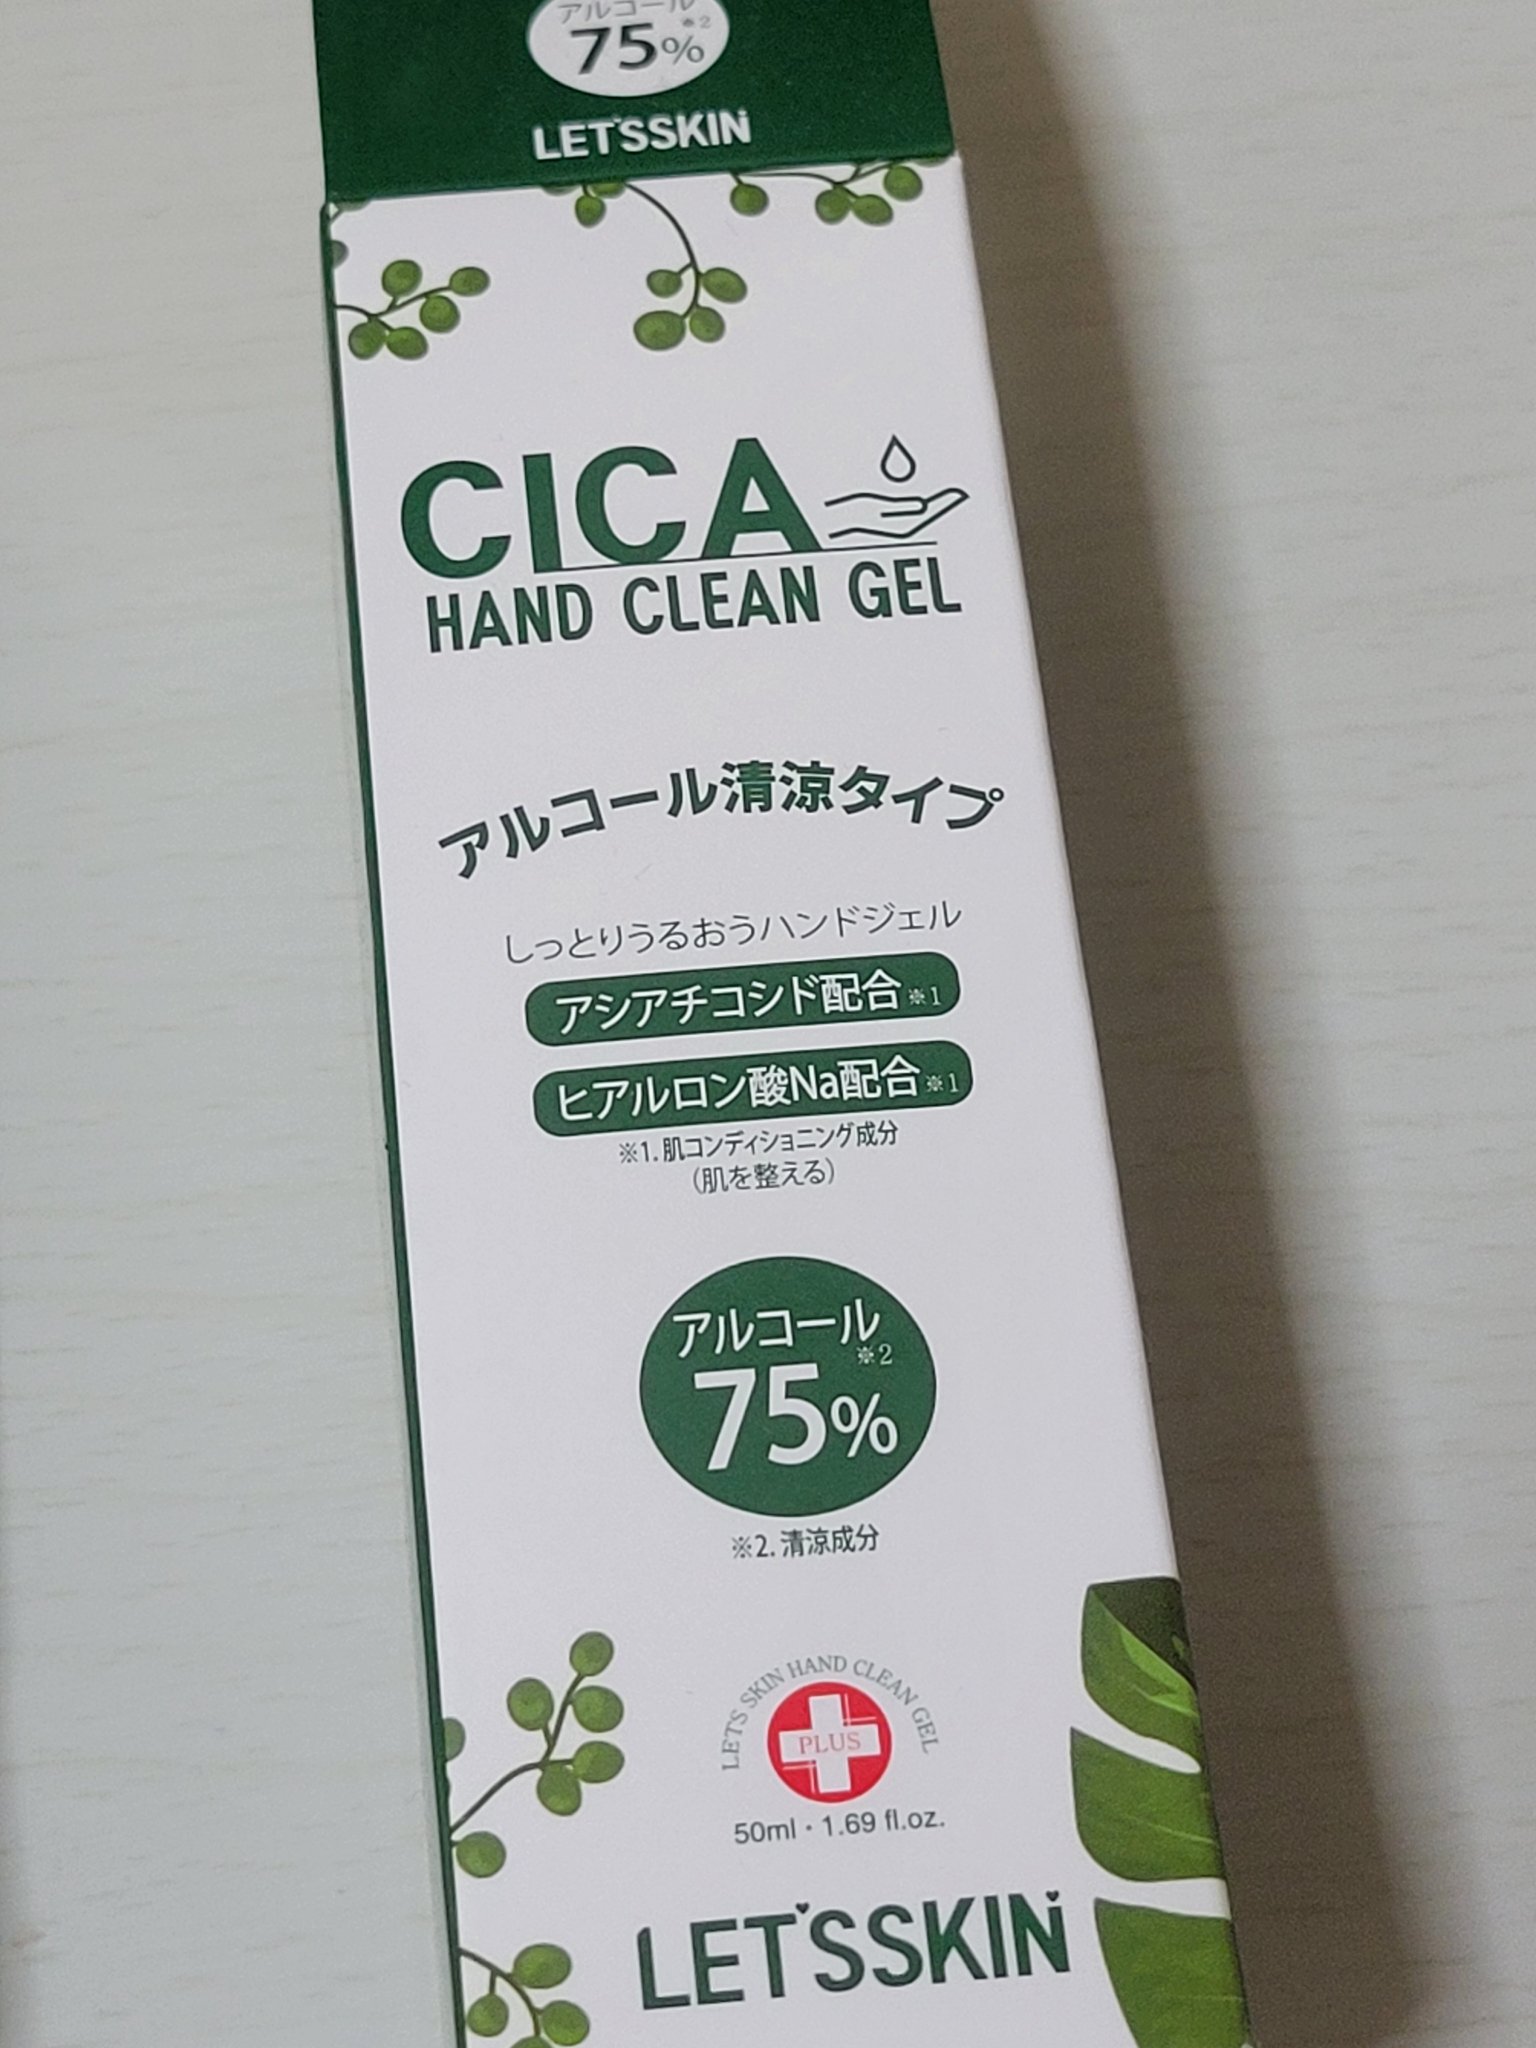 アルコール
※2
75%
LET'SSKIN
CICA
HAND CLEAN GEL
アルコール清涼タイプ
しっとりうるおうハンドジェル
アシアチコシド配合※1
ヒアルロン酸Na配合※1
※1. 肌コンディショニング成分
(肌を整える)
アルコール
※2
75%
※2. 清涼成分
LETS SKIN HAND CLEAN GEL
PLUS
50ml・1.69 fl.oz.
LET'SSKIN